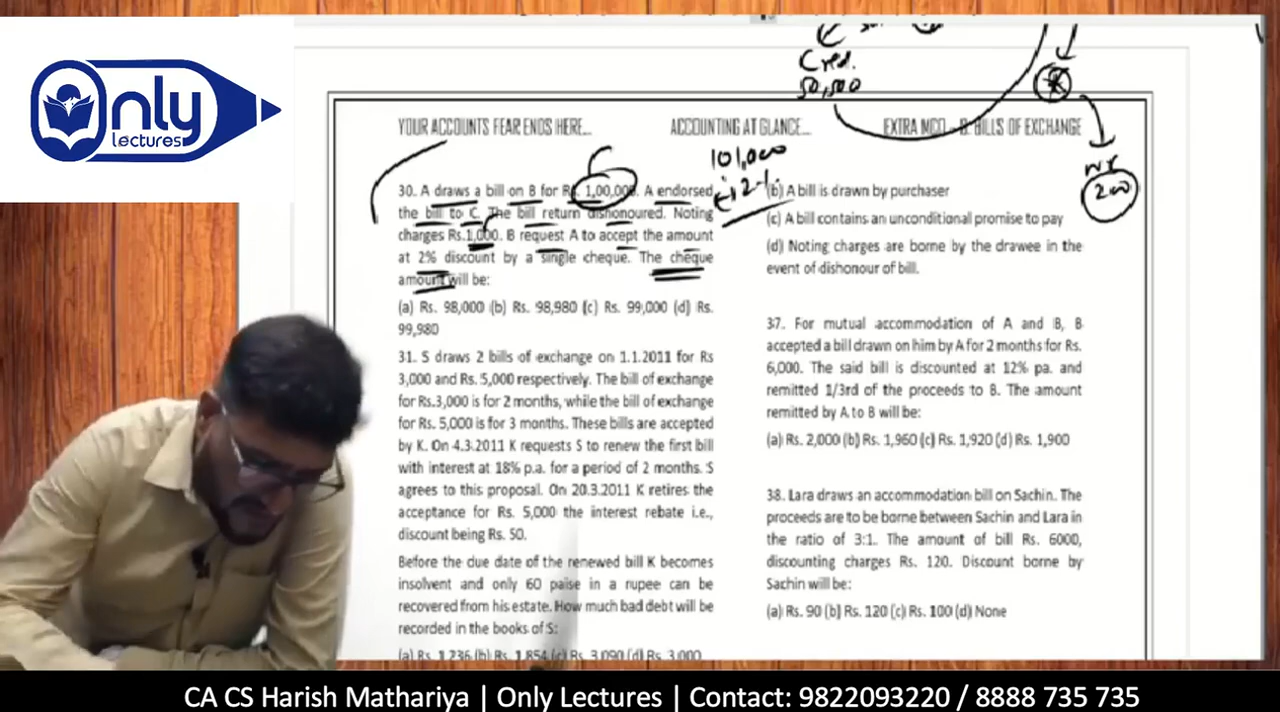 Only
lectures
Cred.
50,500
YOUR ACCOUNTS FEAR ENDS HERE...
ACCOUNTING AT GLANCE...
EXTRA MCQ - 8. BILLS OF EXCHANGE
101,000
(-) 2%
200
30. A draws a bill on B for Rs. 1,00,000. A endorsed
the bill to C. The bill return dishonoured. Noting
charges Rs.1,000. B request A to accept the amount
at 2% discount by a single cheque. The cheque
amount will be:
(a) Rs. 98,000 (b) Rs. 98,980 (c) Rs. 99,000 (d) Rs.
99,980
31. S draws 2 bills of exchange on 1.1.2011 for Rs
3,000 and Rs. 5,000 respectively. The bill of exchange
for Rs.3,000 is for 2 months, while the bill of exchange
for Rs. 5,000 is for 3 months. These bills are accepted
by K. On 4.3.2011 K requests S to renew the first bill
with interest at 18% p.a. for a period of 2 months. S
agrees to this proposal. On 20.3.2011 K retires the
acceptance for Rs. 5,000 the interest rebate i.e.,
discount being Rs. 50.
Before the due date of the renewed bill K becomes
insolvent and only 60 paise in a rupee can be
recovered from his estate. How much bad debt will be
recorded in the books of S:
(a) Rs. 1,236 (b) Rs. 1,854 (c) Rs. 3,090 (d) Rs. 3,000
(b) A bill is drawn by purchaser
(c) A bill contains an unconditional promise to pay
(d) Noting charges are borne by the drawee in the
event of dishonour of bill.
37. For mutual accommodation of A and B, B
accepted a bill drawn on him by A for 2 months for Rs.
6,000. The said bill is discounted at 12% pa. and
remitted 1/3rd of the proceeds to B. The amount
remitted by A to B will be:
(a) Rs. 2,000 (b) Rs. 1,960 (c) Rs. 1,920 (d) Rs. 1,900
38. Lara draws an accommodation bill on Sachin. The
proceeds are to be borne between Sachin and Lara in
the ratio of 3:1. The amount of bill Rs. 6000,
discounting charges Rs. 120. Discount borne by
Sachin will be:
(a) Rs. 90 (b) Rs. 120 (c) Rs. 100 (d) None
CA CS Harish Mathariya | Only Lectures | Contact: 9822093220 / 8888 735 735